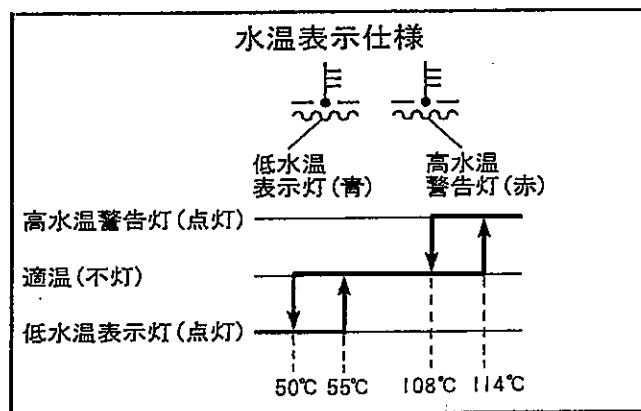 水温表示仕様
低水温
表示灯(青)
高水温
警告灯(赤)
高水温警告灯(点灯)
適温(不灯)
低水温表示灯(点灯)
50℃ 55℃ 108℃ 114℃